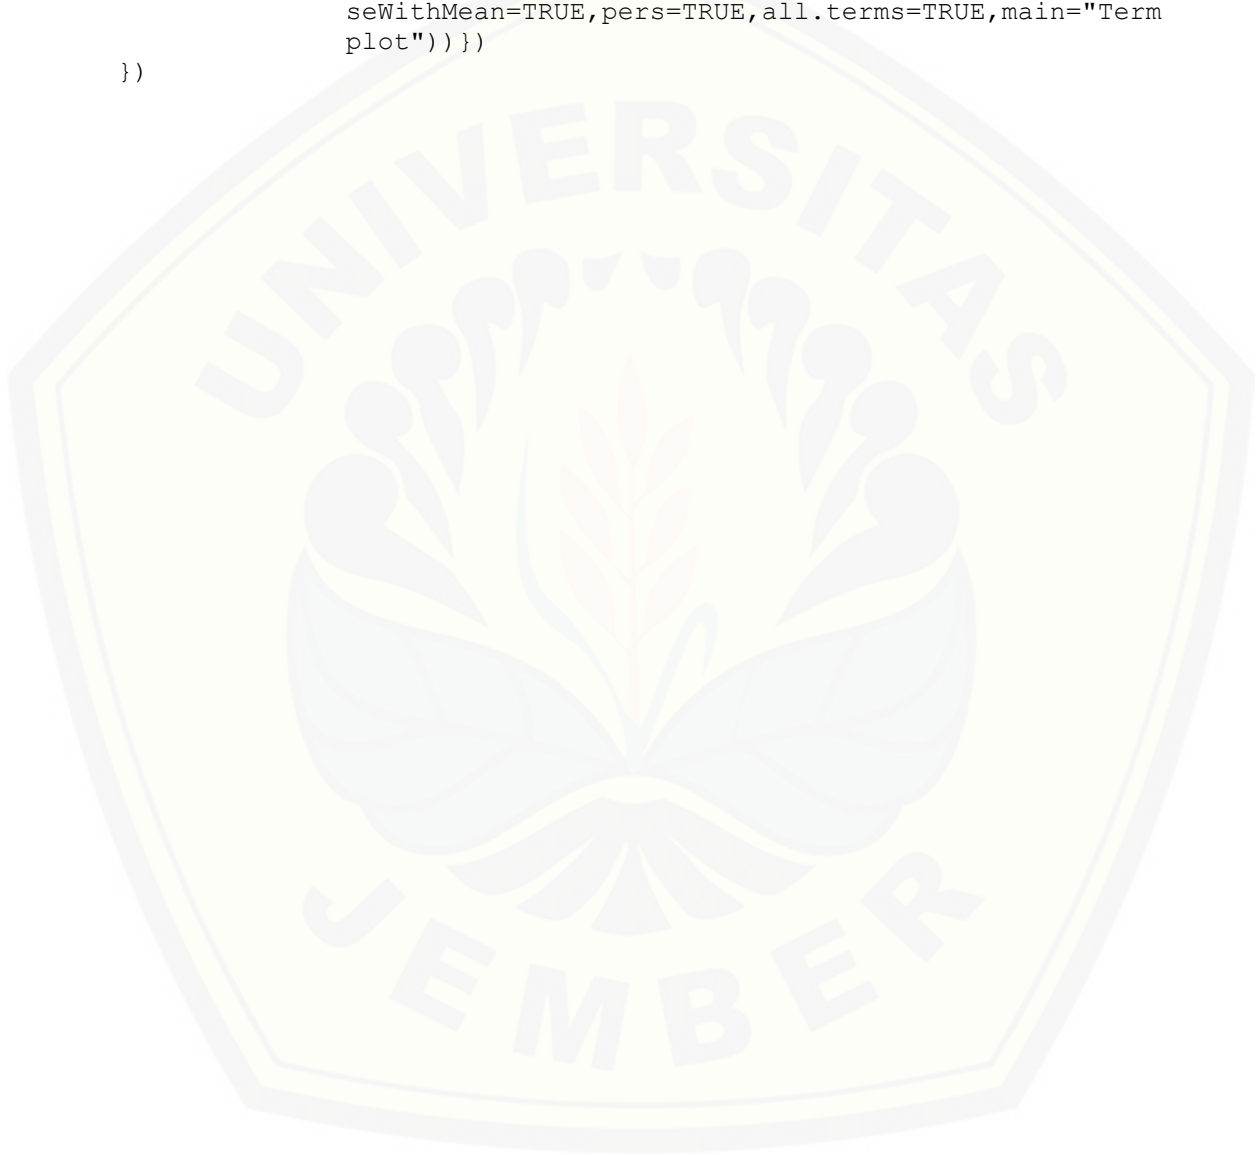 seWithMean=TRUE,pers=TRUE,all.terms=TRUE,main="Term
plot"))})
})
UNIVERSITAS
JEMBER